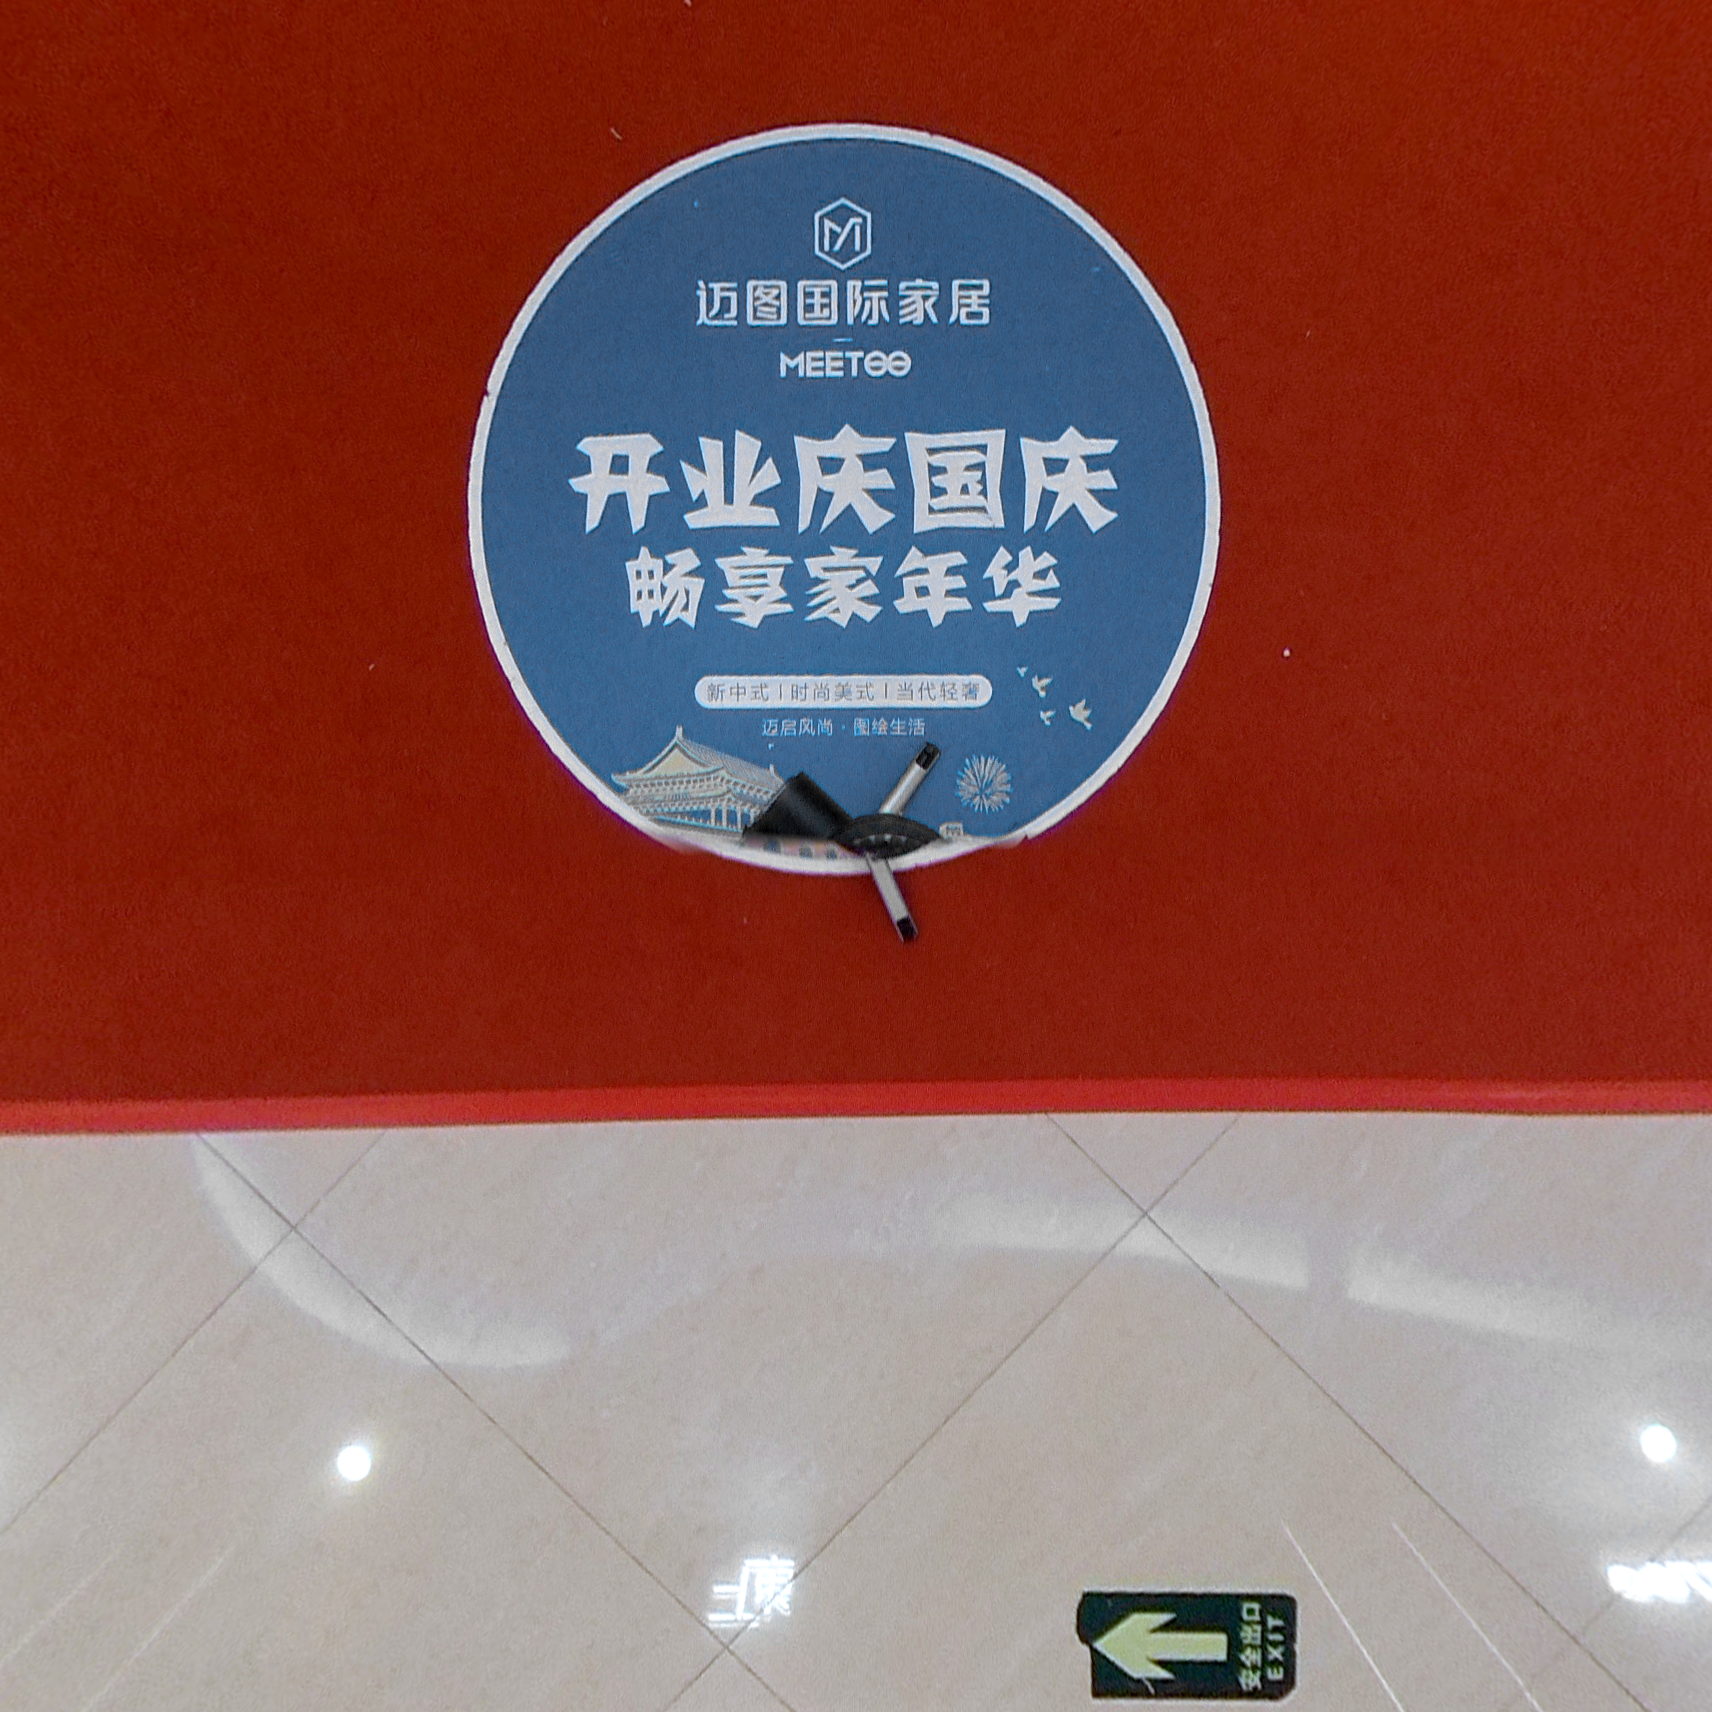 迈图国际家居
MEETOO
开业庆国庆
畅享家年华
新中式 | 时尚美式 | 当代轻奢
迈启风尚·图绘生活
安全出口
EXIT